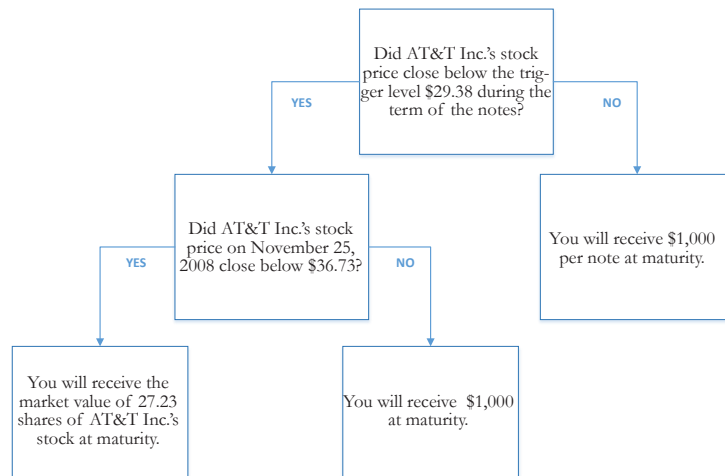 Did AT&T Inc.'s stock
price close below the trig-
ger level $29.38 during the
term of the notes?
YES
NO
Did AT&T Inc.'s stock
price on November 25,
2008 close below $36.73?
You will receive $1,000
per note at maturity.
YES
NO
You will receive the
market value of 27.23
shares of AT&T Inc.'s
stock at maturity.
You will receive $1,000
at maturity.